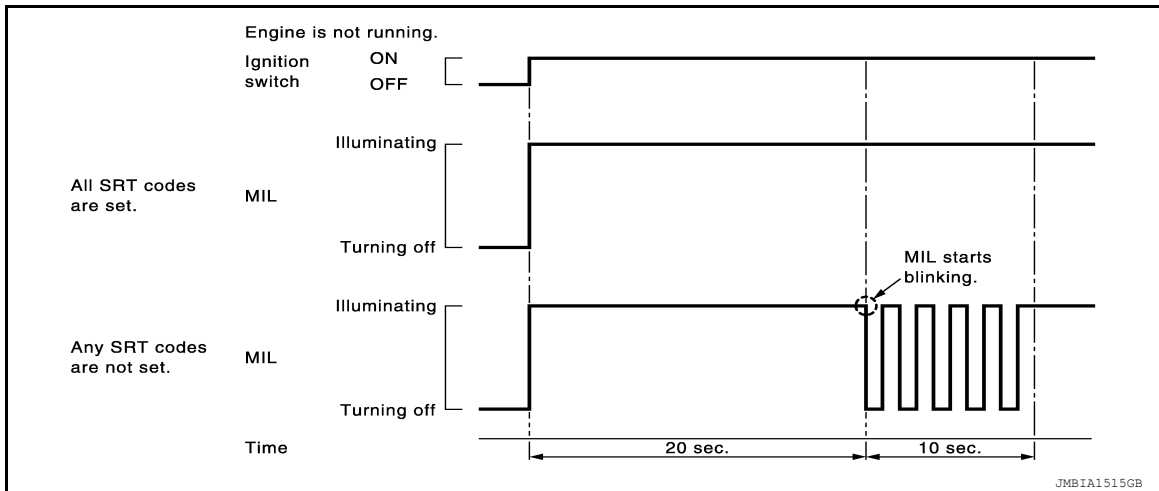 Engine is not running.
Ignition
switch
ON
OFF
All SRT codes
are set.
MIL
Illuminating
Turning off
MIL starts
blinking.
Any SRT codes
are not set.
MIL
Illuminating
Turning off
Time
20 sec.
10 sec.
JMBIA1515GB